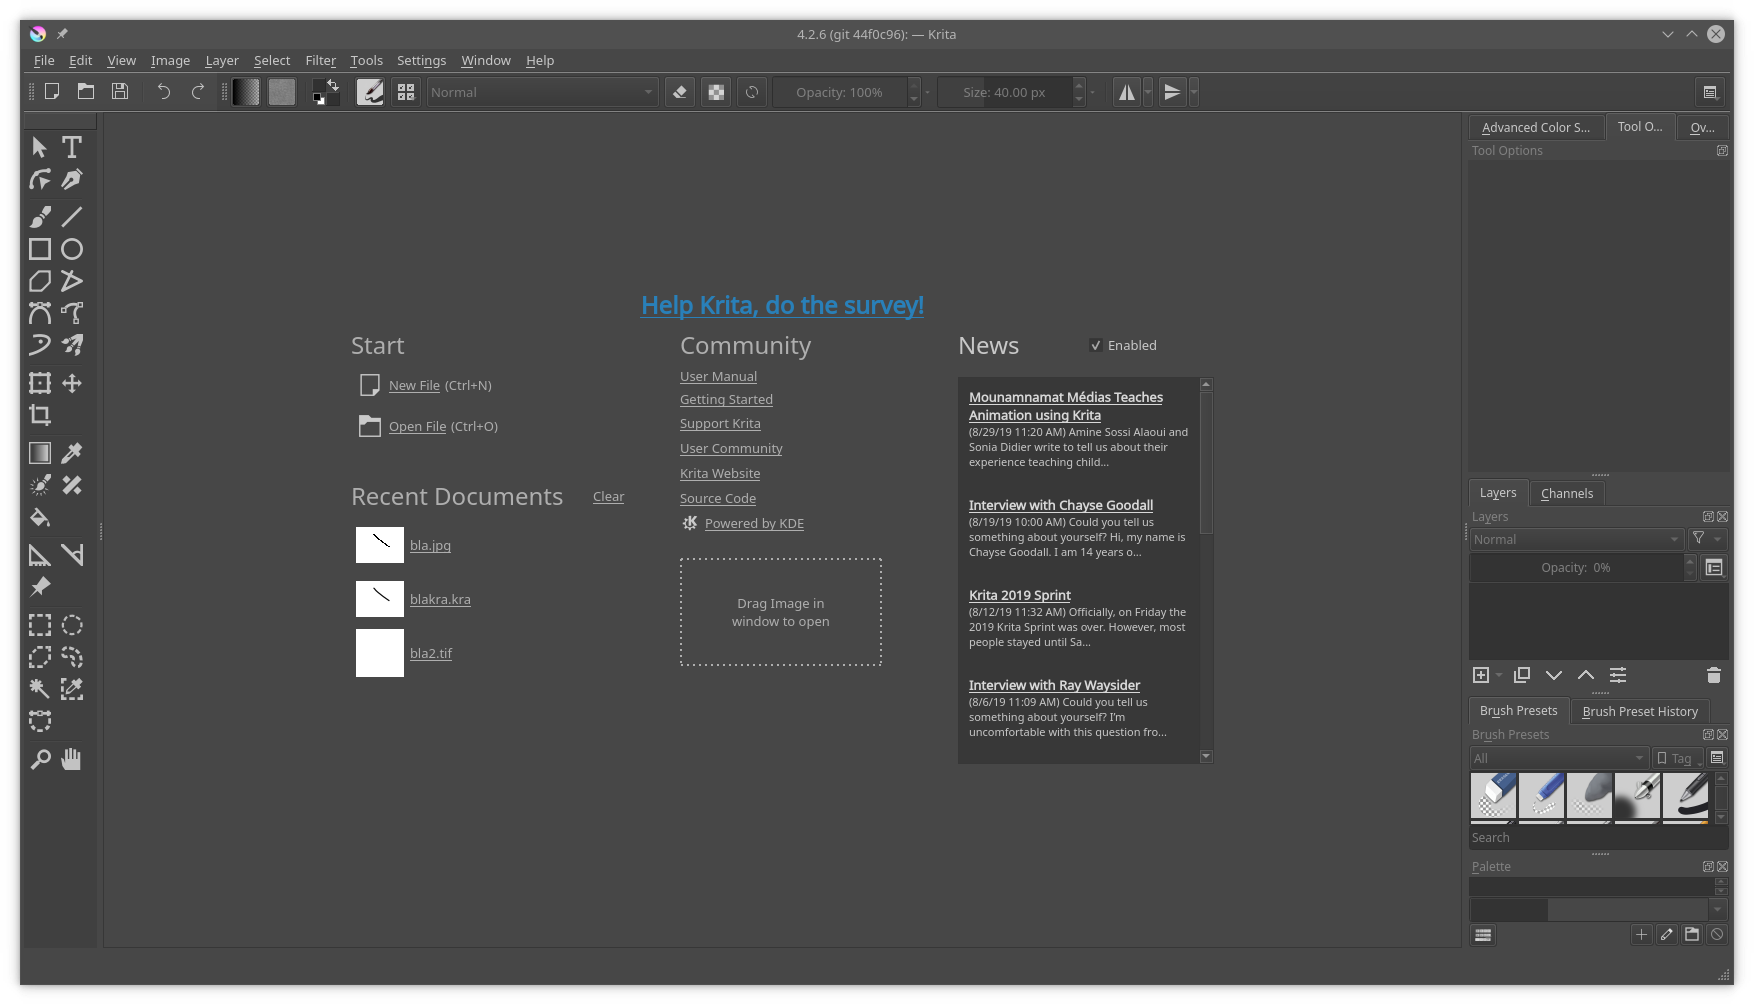 4.2.6 (git 44f0c96): — Krita
File Edit View Image Layer Select Filter Tools Settings Window Help
Normal Opacity: 100% Size: 40.00 px
Advanced Color S... Tool O... Ov...
Tool Options
Help Krita, do the survey!
Start
New File (Ctrl+N)
Open File (Ctrl+O)
Recent Documents Clear
bla.jpg
blakra.kra
bla2.tif
Community
User Manual
Getting Started
Support Krita
User Community
Krita Website
Source Code
Powered by KDE
Drag Image in
window to open
News Enabled
Mounamnamat Médias Teaches
Animation using Krita
(8/29/19 11:20 AM) Amine Sossi Alaoui and
Sonia Didier write to tell us about their
experience teaching child...
Interview with Chayse Goodall
(8/19/19 10:00 AM) Could you tell us
something about yourself? Hi, my name is
Chayse Goodall. I am 14 years o...
Krita 2019 Sprint
(8/12/19 11:32 AM) Officially, on Friday the
2019 Krita Sprint was over. However, most
people stayed until Sa...
Interview with Ray Waysider
(8/6/19 11:09 AM) Could you tell us
something about yourself? I'm
uncomfortable with this question fro...
Layers Channels
Layers
Normal
Opacity: 0%
Brush Presets Brush Preset History
Brush Presets
All Tag
Search
Palette